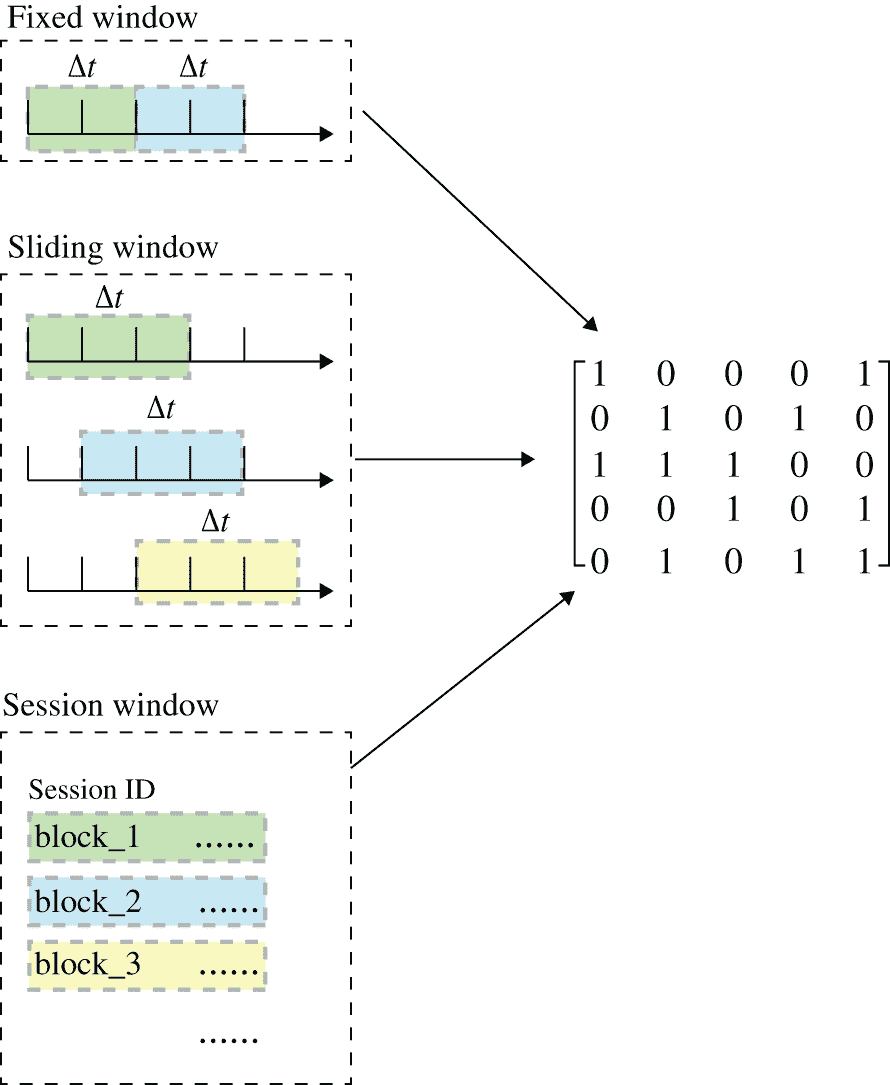 Fixed window
Δt Δt
Sliding window
Δt
Δt
Δt
1 0 0 0 1
0 1 0 1 0
1 1 1 0 0
0 0 1 0 1
0 1 0 1 1
Session window
Session ID
block_1 ......
block_2 ......
block_3 ......
......